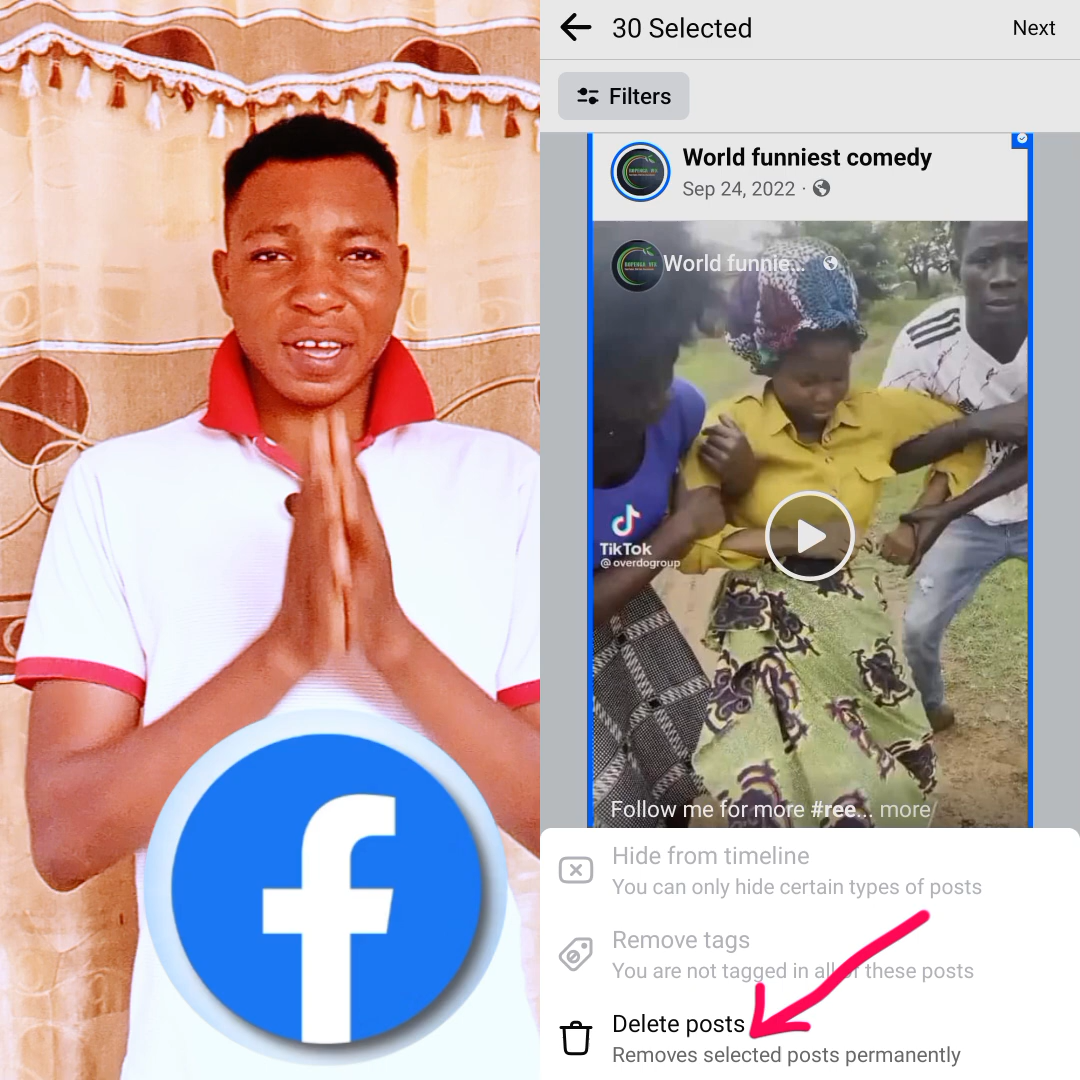 30 Selected
Next
Filters
World funniest comedy
Sep 24, 2022 ·
World funnie...
TikTok
@overdogroup
Follow me for more #ree... more
Hide from timeline
You can only hide certain types of posts
Remove tags
You are not tagged in all of these posts
Delete posts
Removes selected posts permanently